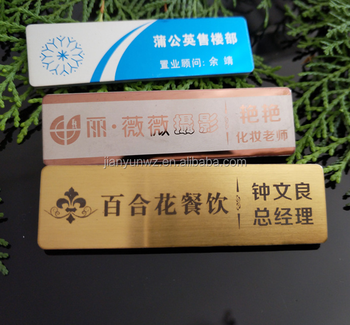 蒲公英售楼部
置业顾问: 余靖
丽·薇薇摄影 艳艳
化妆老师
jianyunwz.en.alibaba.com
百合花餐饮 钟文良
总经理